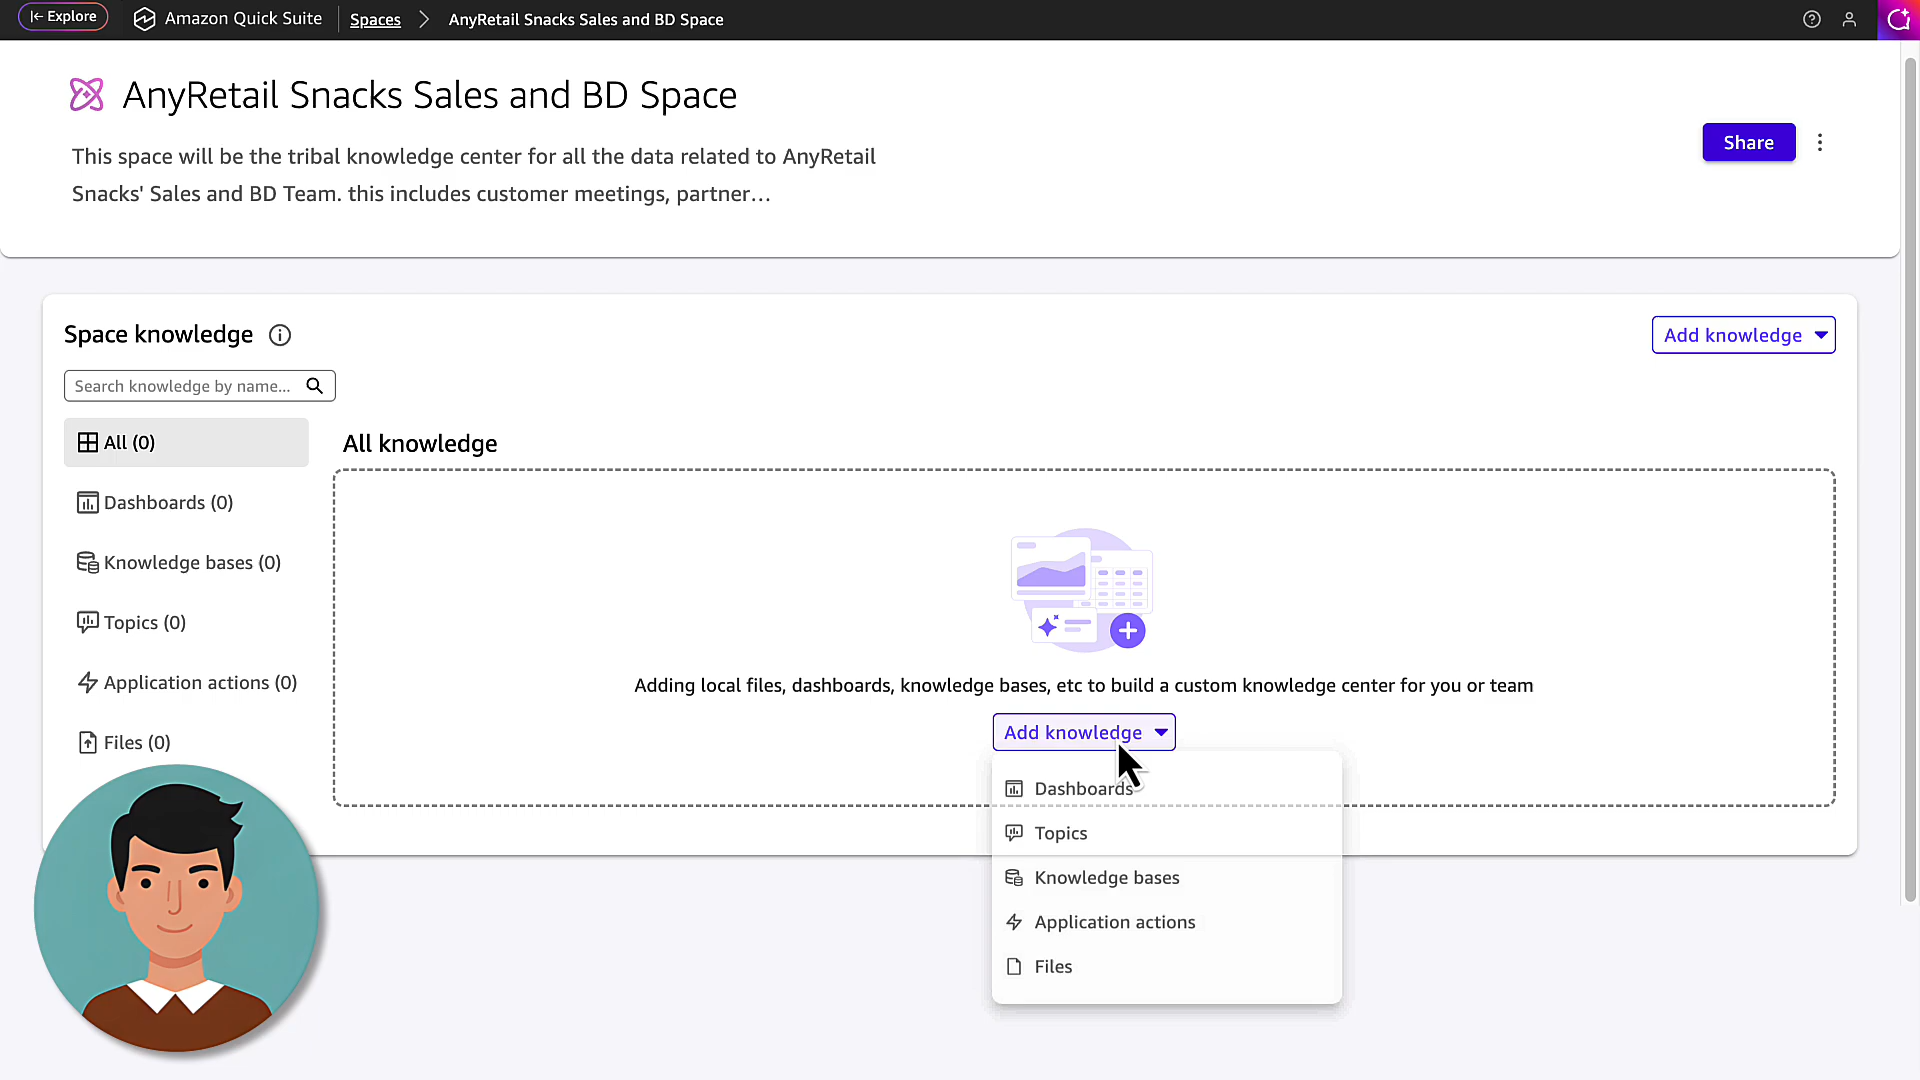 Explore
Amazon Quick Suite
Spaces
AnyRetail Snacks Sales and BD Space
AnyRetail Snacks Sales and BD Space
This space will be the tribal knowledge center for all the data related to AnyRetail
Snacks' Sales and BD Team. this includes customer meetings, partner…
Share
Space knowledge
Add knowledge
Search knowledge by name...
All (0)
All knowledge
Dashboards (0)
Knowledge bases (0)
Topics (0)
Application actions (0)
Files (0)
Adding local files, dashboards, knowledge bases, etc to build a custom knowledge center for you or team
Add knowledge
Dashboards
Topics
Knowledge bases
Application actions
Files